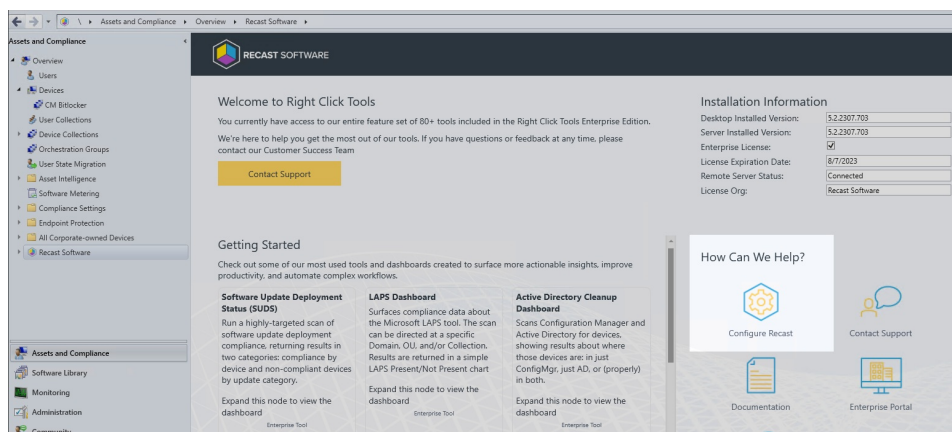 \ Assets and Compliance Overview Recast Software
Assets and Compliance
Overview
Users
Devices
CM Bitlocker
User Collections
Device Collections
Orchestration Groups
User State Migration
Asset Intelligence
Software Metering
Compliance Settings
Endpoint Protection
All Corporate-owned Devices
Recast Software
Assets and Compliance
Software Library
Monitoring
Administration
Community
RECAST SOFTWARE
Welcome to Right Click Tools
You currently have access to our entire feature set of 80+ tools included in the Right Click Tools Enterprise Edition.
We're here to help you get the most out of our tools. If you have questions or feedback at any time, please
contact our Customer Success Team
Contact Support
Installation Information
Desktop Installed Version: 5.2.2307.703
Server Installed Version: 5.2.2307.703
Enterprise License:
License Expiration Date: 8/7/2023
Remote Server Status: Connected
License Org: Recast Software
Getting Started
Check out some of our most used tools and dashboards created to surface more actionable insights, improve
productivity, and automate complex workflows.
Software Update Deployment
Status (SUDS)
Run a highly-targeted scan of
software update deployment
compliance, returning results in
two categories: compliance by
device and non-compliant devices
by update category.
Expand this node to view the
dashboard
Enterprise Tool
LAPS Dashboard
Surfaces compliance data about
the Microsoft LAPS tool. The scan
can be directed at a specific
Domain, OU, and/or Collection.
Results are returned in a simple
LAPS Present/Not Present chart
Expand this node to view the
dashboard
Enterprise Tool
Active Directory Cleanup
Dashboard
Scans Configuration Manager and
Active Directory for devices,
showing results about where
those devices are: in just
ConfigMgr, just AD, or (properly)
in both.
Expand this node to view the
dashboard
Enterprise Tool
How Can We Help?
Configure Recast
Contact Support
Documentation
Enterprise Portal